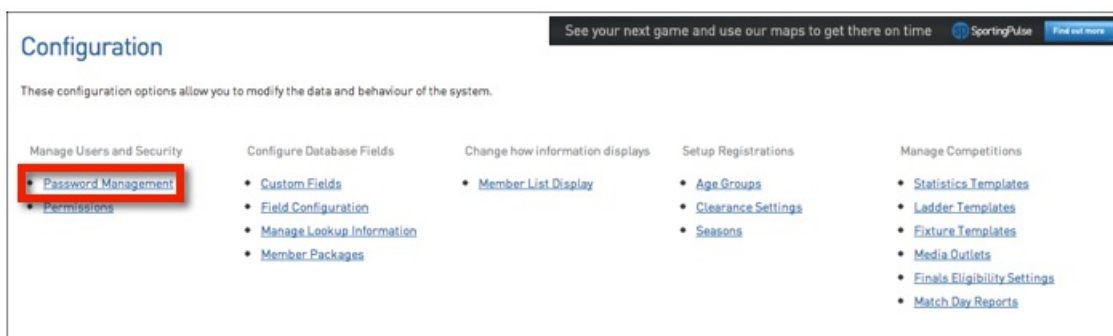 See your next game and use our maps to get there on time sp SportingPulse Find out more
Configuration
These configuration options allow you to modify the data and behaviour of the system.
Manage Users and Security
• Password Management
• Permissions
Configure Database Fields
• Custom Fields
• Field Configuration
• Manage Lookup Information
• Member Packages
Change how information displays
• Member List Display
Setup Registrations
• Age Groups
• Clearance Settings
• Seasons
Manage Competitions
• Statistics Templates
• Ladder Templates
• Fixture Templates
• Media Outlets
• Finals Eligibility Settings
• Match Day Reports